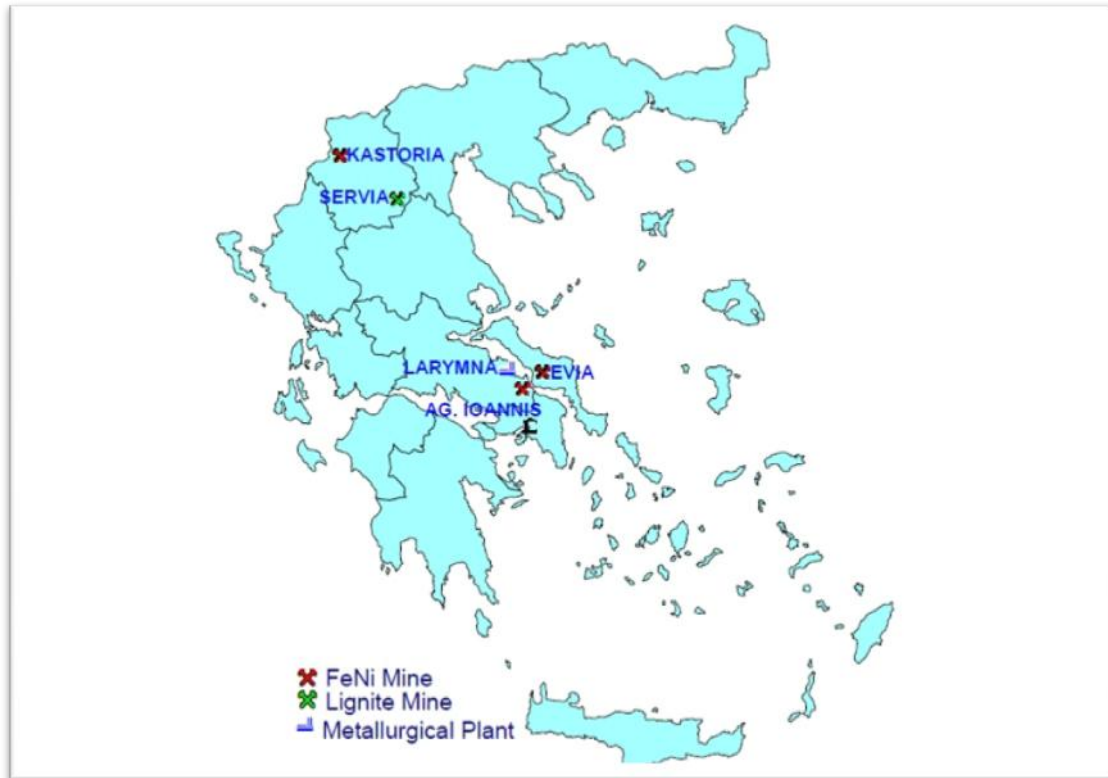 KASTORIA
SERVIA
LARYMNA
EVIA
AG. IOANNIS
FeNi Mine
Lignite Mine
Metallurgical Plant